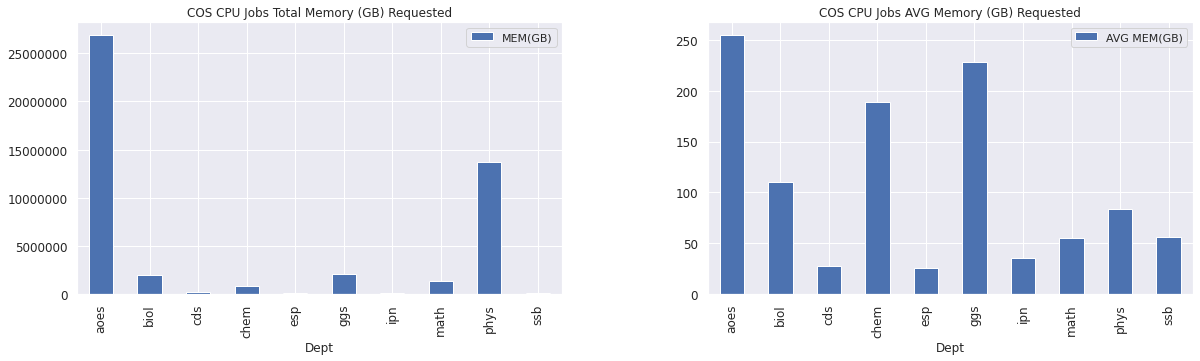 COS CPU Jobs Total Memory (GB) Requested
MEM(GB)
25000000
20000000
15000000
10000000
5000000
0
aoes
biol
cds
chem
esp
ggs
ipn
math
phys
ssb
Dept
COS CPU Jobs AVG Memory (GB) Requested
AVG MEM(GB)
250
200
150
100
50
0
aoes
biol
cds
chem
esp
ggs
ipn
math
phys
ssb
Dept